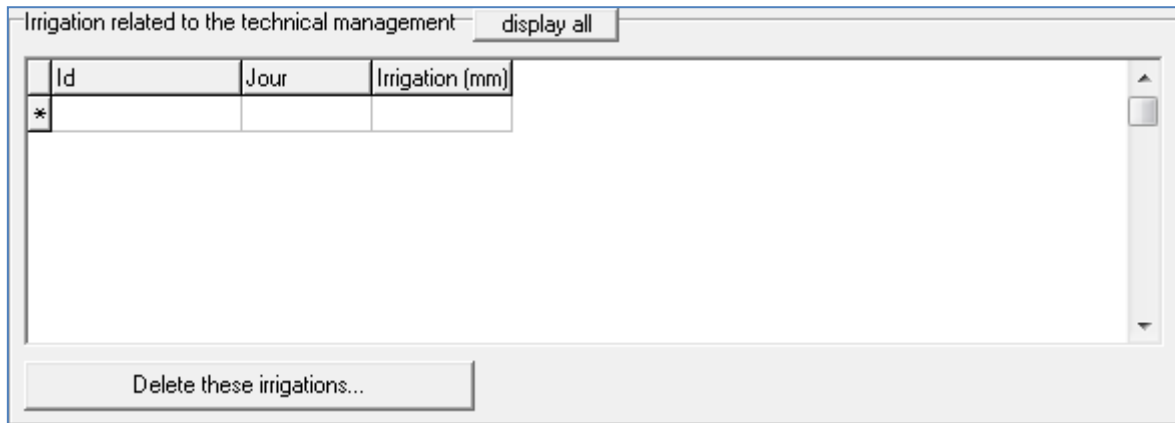 Irrigation related to the technical management display all
Id Jour Irrigation (mm)
*
Delete these irrigations...